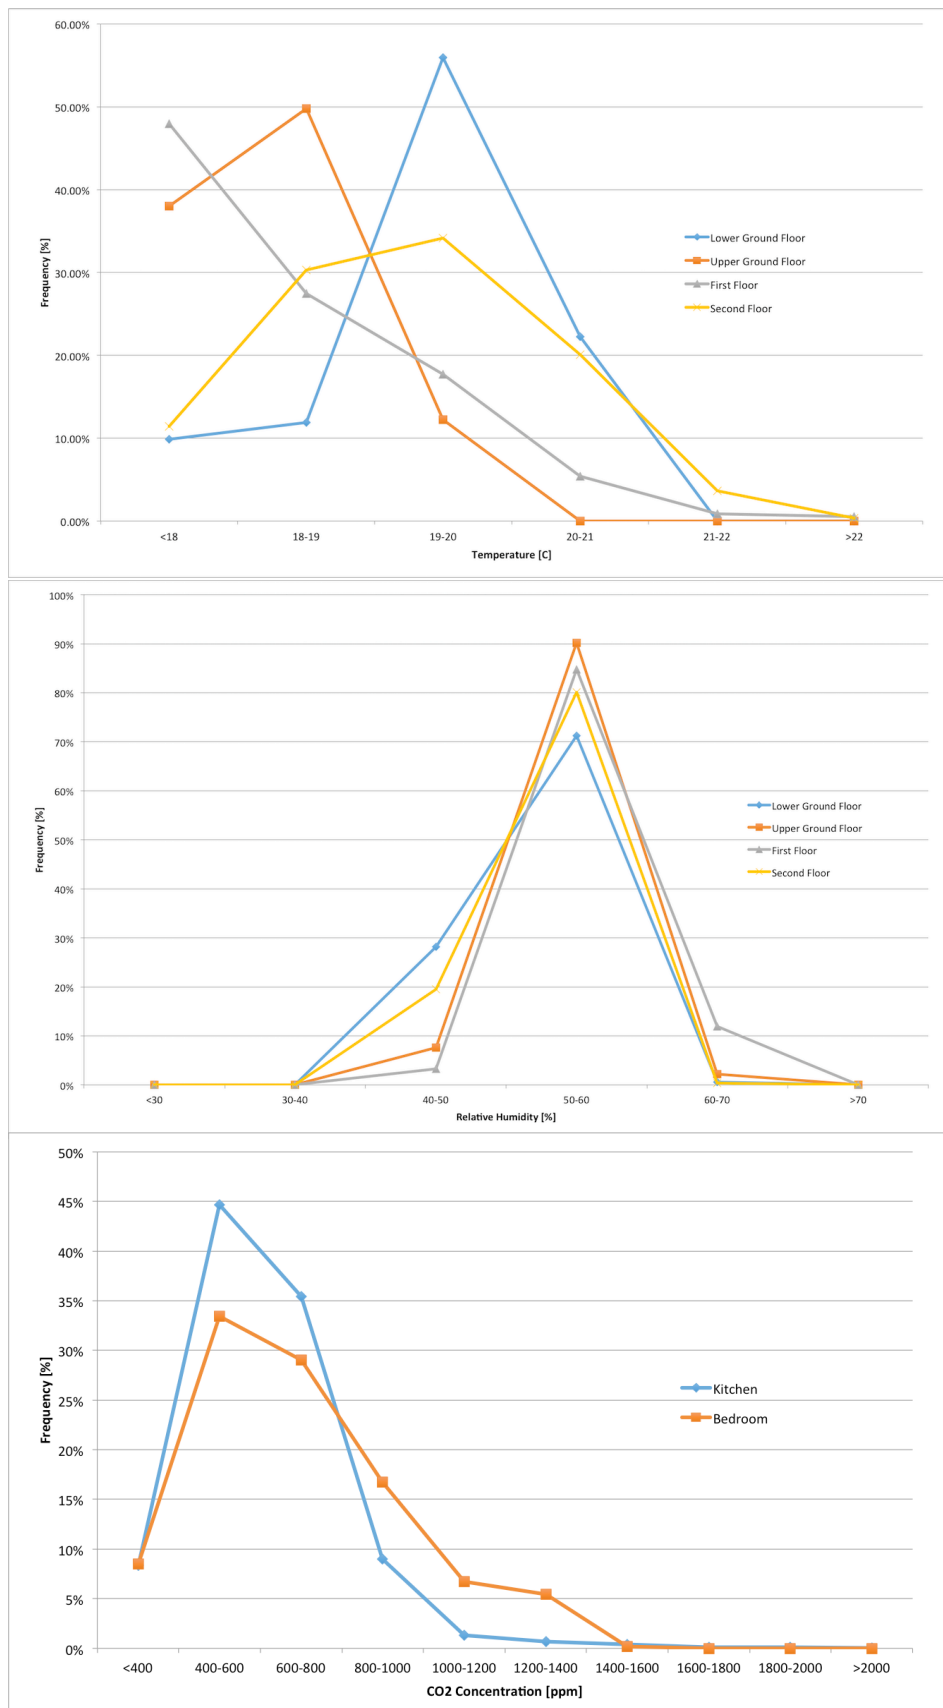 60.00%
50.00%
40.00%
30.00%
20.00%
10.00%
0.00%
Frequency [%]
<18 18-19 19-20 20-21 21-22 >22
Temperature [C]
Lower Ground Floor
Upper Ground Floor
First Floor
Second Floor
100%
90%
80%
70%
60%
50%
40%
30%
20%
10%
0%
Frequency [%]
<30 30-40 40-50 50-60 60-70 >70
Relative Humidity [%]
Lower Ground Floor
Upper Ground Floor
First Floor
Second Floor
50%
45%
40%
35%
30%
25%
20%
15%
10%
5%
0%
Frequency [%]
<400 400-600 600-800 800-1000 1000-1200 1200-1400 1400-1600 1600-1800 1800-2000 >2000
CO2 Concentration [ppm]
Kitchen
Bedroom